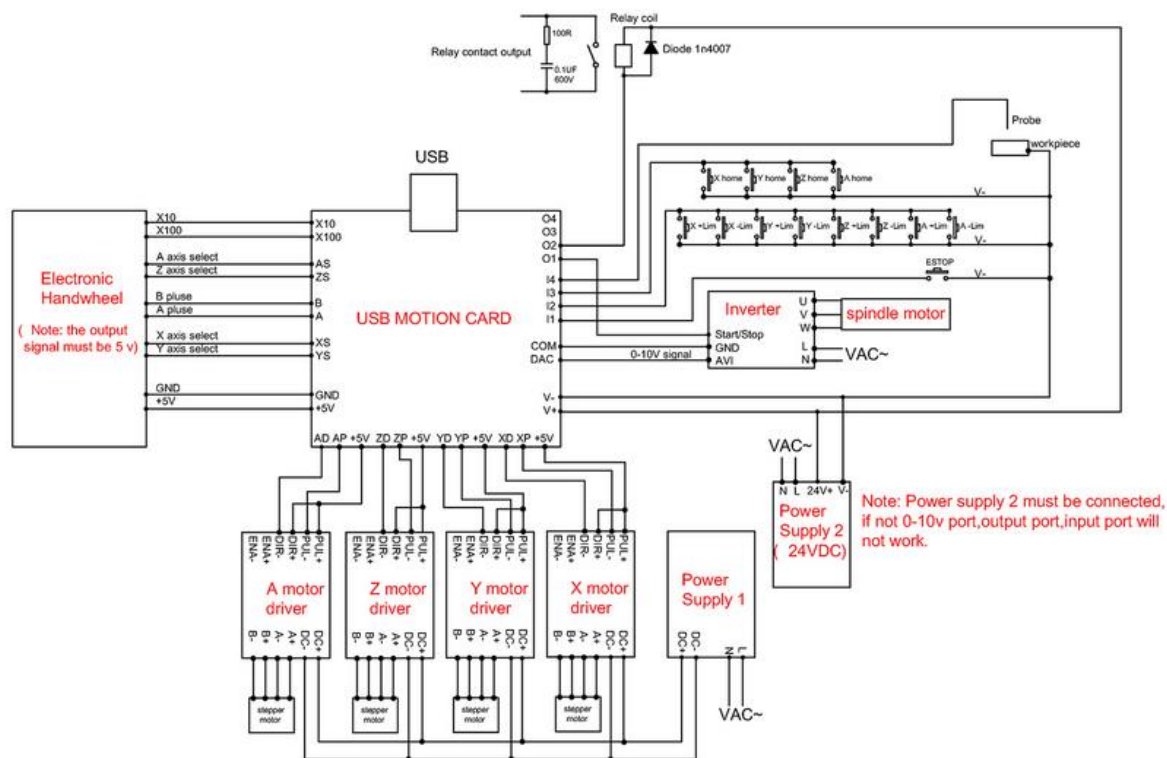 Relay coil
100R
Relay contact output
Diode 1n4007
0.1UF
600V
Probe
workpiece
USB
X home
Y home
Z home
A home
V-
X10
X100
A axis select
Z axis select
B pluse
A pluse
X axis select
Y axis select
GND
+5V
Electronic
Handwheel
( Note: the output
signal must be 5 v)
X10
X100
AS
ZS
B
A
XS
YS
GND
+5V
USB MOTION CARD
O4
O3
O2
O1
I4
I3
I2
I1
COM
DAC
V-
V+
X +Lim
X -Lim
Y +Lim
Y -Lim
Z +Lim
Z -Lim
A +Lim
A -Lim
V-
ESTOP
V-
Inverter
Start/Stop
GND
AVI
U
V
W
L
N
spindle motor
VAC~
0-10V signal
AD AP +5V ZD ZP +5V YD YP +5V XD XP +5V
VAC~
N L 24V+ V-
Power
Supply 2
( 24VDC)
Note: Power supply 2 must be connected,
if not 0-10v port,output port,input port will
not work.
ENA- ENA+ DIR- DIR+ PUL- PUL+
A motor
driver
B- B+ A- A+ DC- DC+
stepper
motor
ENA- ENA+ DIR- DIR+ PUL- PUL+
Z motor
driver
B- B+ A- A+ DC- DC+
stepper
motor
ENA- ENA+ DIR- DIR+ PUL- PUL+
Y motor
driver
B- B+ A- A+ DC- DC+
stepper
motor
ENA- ENA+ DIR- DIR+ PUL- PUL+
X motor
driver
B- B+ A- A+ DC- DC+
stepper
motor
Power
Supply 1
DC+ DC- N L
VAC~